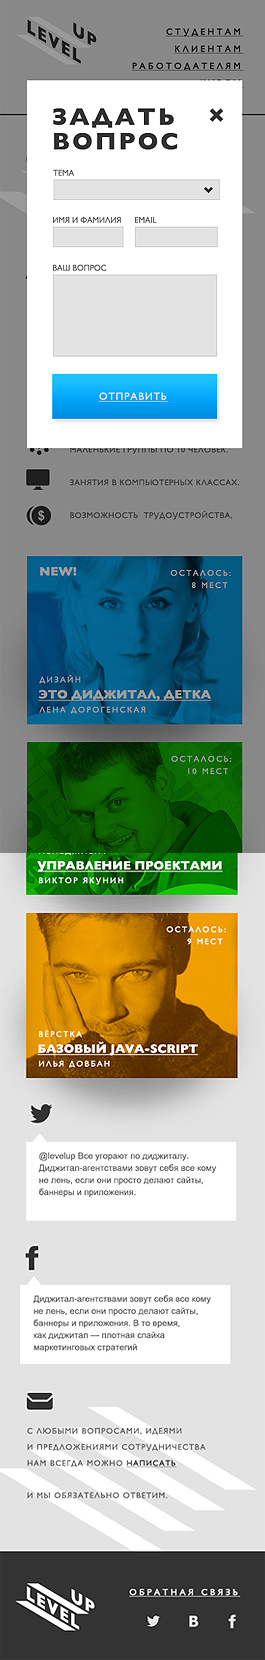 LEVEL UP
СТУДЕНТАМ
КЛИЕНТАМ
РАБОТОДАТЕЛЯМ
ЗАДАТЬ
ВОПРОС
ТЕМА
ИМЯ И ФАМИЛИЯ EMAIL
ВАШ ВОПРОС
ОТПРАВИТЬ
МАЛЕНЬКИЕ ГРУППЫ ПО 10 ЧЕЛОВЕК.
ЗАНЯТИЯ В КОМПЬЮТЕРНЫХ КЛАССАХ.
ВОЗМОЖНОСТЬ ТРУДОУСТРОЙСТВА,
NEW! ОСТАЛОСЬ:
8 МЕСТ
ДИЗАЙН
ЭТО ДИДЖИТАЛ, ДЕТКА
ЛЕНА ДОРОГЕНСКАЯ
ОСТАЛОСЬ:
10 МЕСТ
УПРАВЛЕНИЕ ПРОЕКТАМИ
ВИКТОР ЯКУНИН
ОСТАЛОСЬ:
9 МЕСТ
ВЁРСТКА
БАЗОВЫЙ JAVA-SCRIPT
ИЛЬЯ ДОВБАН
@levelup Все угорают по диджиталу.
Диджитал-агентствами зовут себя все кому
не лень, если они просто делают сайты,
баннеры и приложения.
Диджитал-агентствами зовут себя все кому
не лень, если они просто делают сайты,
баннеры и приложения. В то время,
как диджитал — плотная спайка
маркетинговых стратегий
С ЛЮБЫМИ ВОПРОСАМИ, ИДЕЯМИ
И ПРЕДЛОЖЕНИЯМИ СОТРУДНИЧЕСТВА
НАМ ВСЕГДА МОЖНО НАПИСАТЬ
И МЫ ОБЯЗАТЕЛЬНО ОТВЕТИМ.
LEVEL UP
ОБРАТНАЯ СВЯЗЬ